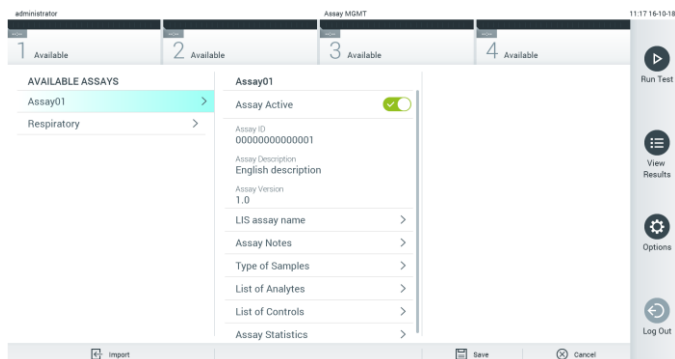 administrator
Assay MGMT
11:17 16-10-18
1 Available
2 Available
3 Available
4 Available
Run Test
View
Results
Options
Log Out
AVAILABLE ASSAYS
Assay01
Respiratory
Assay01
Assay Active
Assay ID
00000000000001
Assay Description
English description
Assay Version
1.0
LIS assay name
Assay Notes
Type of Samples
List of Analytes
List of Controls
Assay Statistics
Import
Save
Cancel